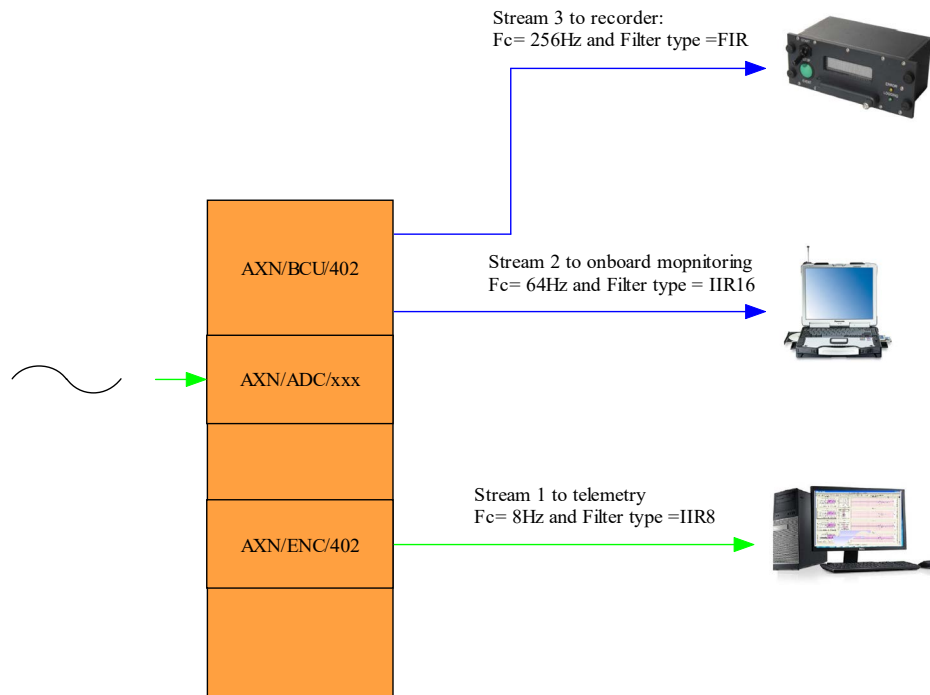 Stream 3 to recorder:
Fc= 256Hz and Filter type =FIR
AXN/BCU/402
Stream 2 to onboard mopnitoring
Fc= 64Hz and Filter type = IIR16
AXN/ADC/xxx
Stream 1 to telemetry
Fc= 8Hz and Filter type =IIR8
AXN/ENC/402